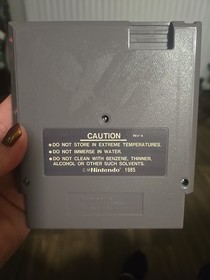 CAUTION
•DO NOT STORE IN EXTREME TEMPERATURES.
•DO NOT IMMERSE IN WATER.
•DO NOT CLEAN WITH BENZENE, THINNER,
ALCOHOL OR OTHER SUCH SOLVENTS.
Nintendo 1985